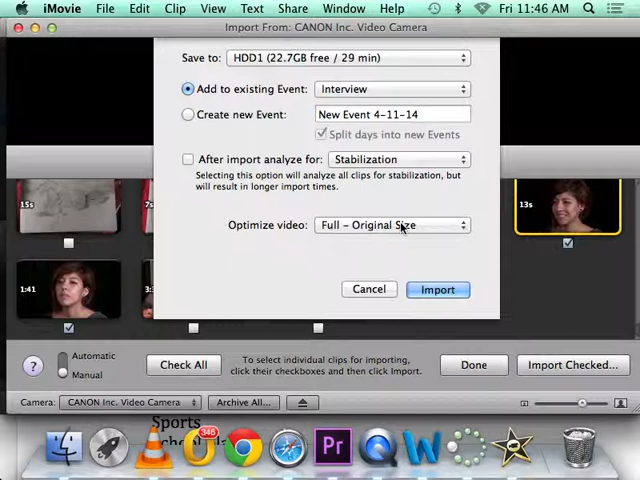 iMovie File Edit Clip View Text Share Window Help Fri 11:46 AM
Import From: CANON Inc. Video Camera
Save to: HDD1 (22.7GB free / 29 min)
Add to existing Event: Interview
Create new Event: New Event 4-11-14
Split days into new Events
After import analyze for: Stabilization
Selecting this option will analyze all clips for stabilization, but
will result in longer import times.
15s
13s
Optimize video: Full - Original Size
1:41
Cancel Import
? Automatic
Manual
Check All
To select individual clips for importing,
click their checkboxes and then click Import.
Done Import Checked...
Camera: CANON Inc. Video Camera Archive All...
Sports
346
Pr